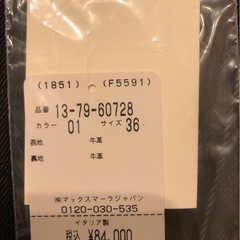 (1851) (F5591)
品番 13-79-60728
カラー 01 サイズ 36
表地 牛革
裏地 牛革
㈱マックスマーラジャパン
0120-030-535
イタリア製
税込 ¥84,000